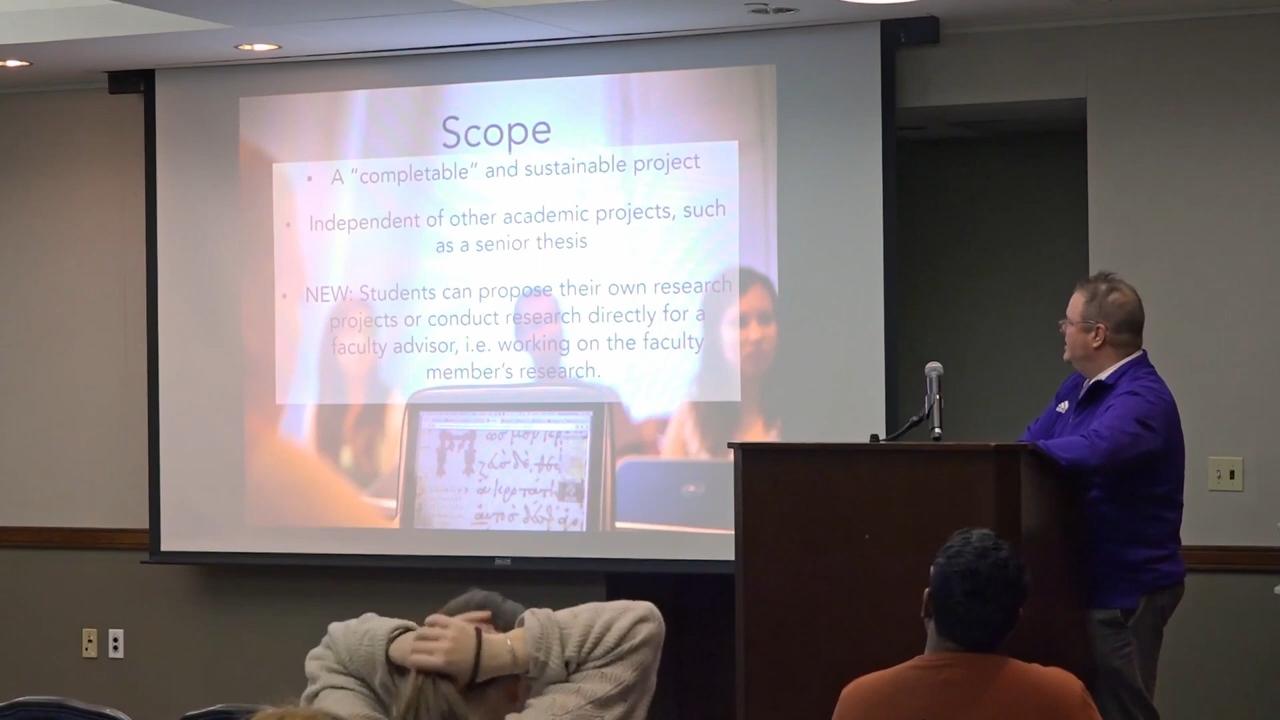 Scope
• A “completable” and sustainable project
• Independent of other academic projects, such
as a senior thesis
• NEW: Students can propose their own research
projects or conduct research directly for a
faculty advisor, i.e. working on the faculty
member’s research.